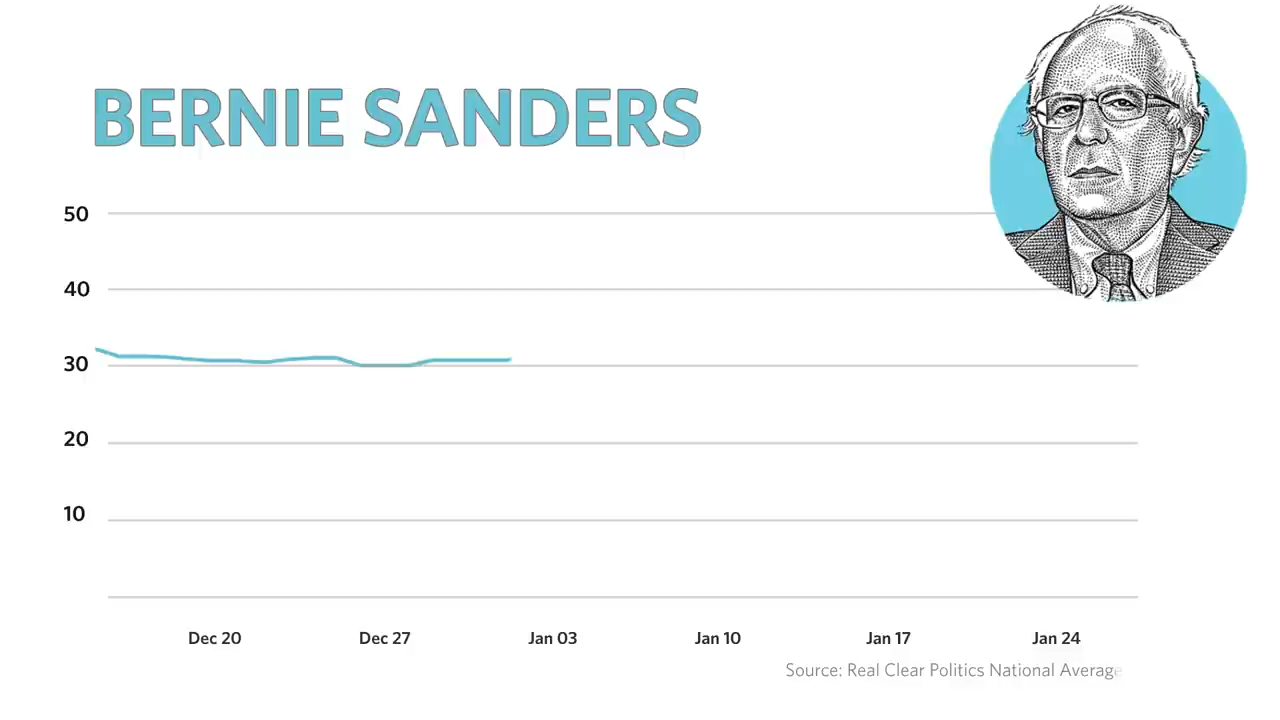 BERNIE SANDERS
50
40
30
20
10
Dec 20 Dec 27 Jan 03 Jan 10 Jan 17 Jan 24
Source: Real Clear Politics National Average